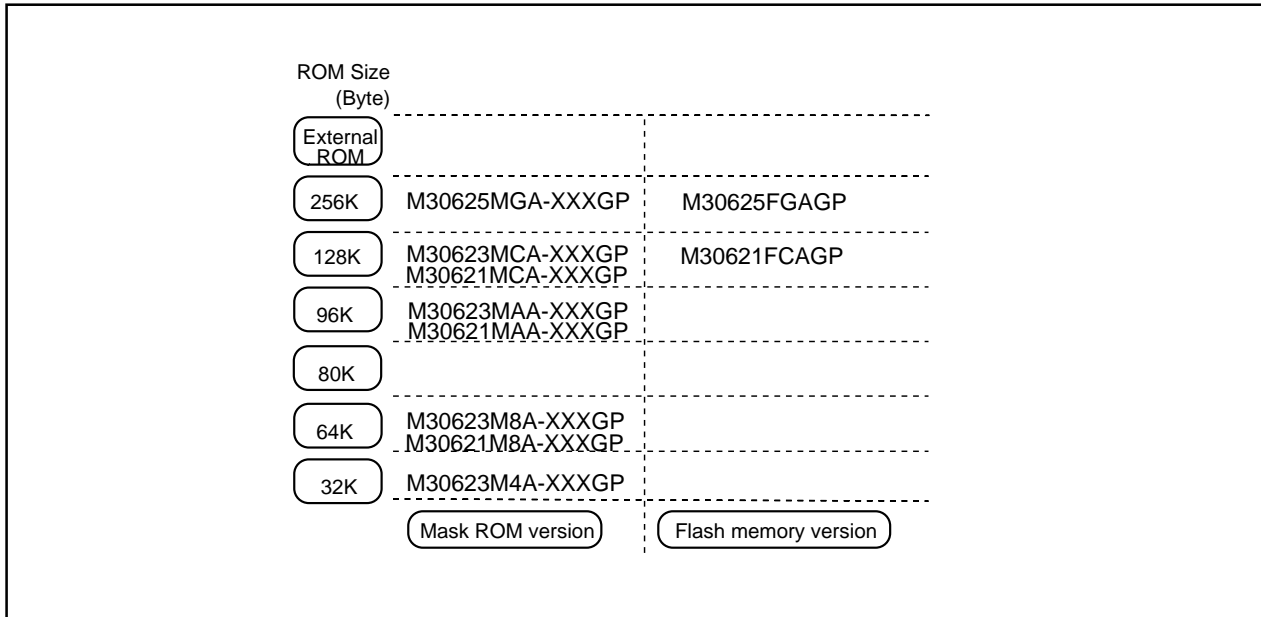 ROM Size
(Byte)
External
ROM
256K M30625MGA-XXXGP M30625FGAGP
128K M30623MCA-XXXGP M30621FCAGP
M30621MCA-XXXGP
96K M30623MAA-XXXGP
M30621MAA-XXXGP
80K
64K M30623M8A-XXXGP
M30621M8A-XXXGP
32K M30623M4A-XXXGP
Mask ROM version Flash memory version